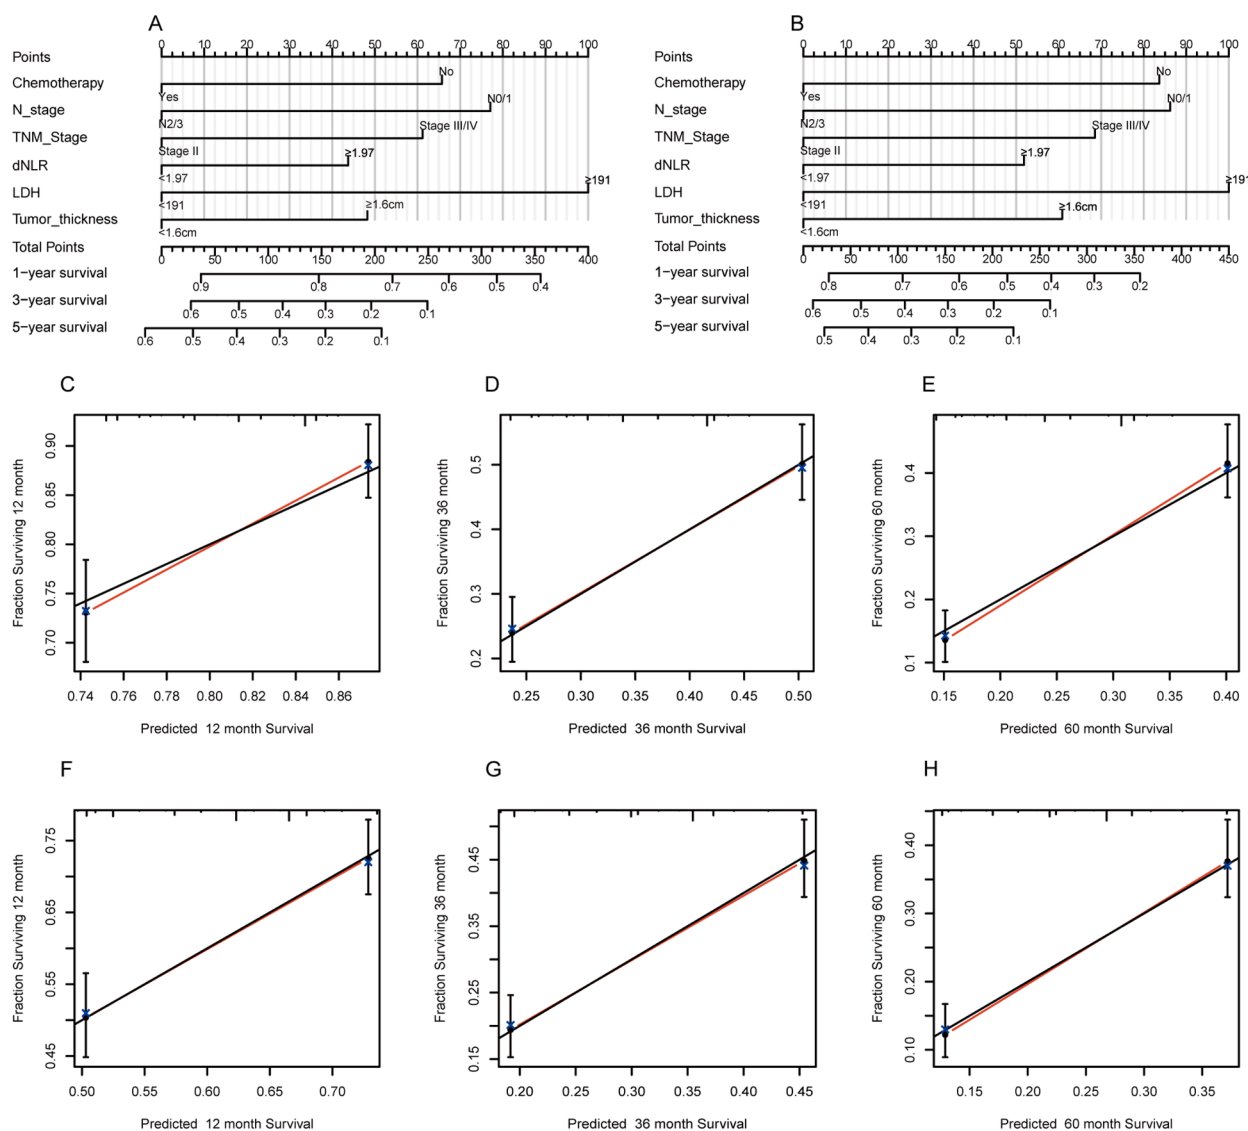 A
Points 0 10 20 30 40 50 60 70 80 90 100
Chemotherapy No
Yes
N_stage N0/1
N2/3
TNM_Stage Stage III/IV
Stage II
dNLR ≥1.97
<1.97
LDH ≥191
<191
Tumor_thickness ≥1.6cm
<1.6cm
Total Points 0 50 100 150 200 250 300 350 400
1−year survival 0.9 0.8 0.7 0.6 0.5 0.4
3−year survival 0.6 0.5 0.4 0.3 0.2 0.1
5−year survival 0.6 0.5 0.4 0.3 0.2 0.1
B
Points 0 10 20 30 40 50 60 70 80 90 100
Chemotherapy No
Yes
N_stage N0/1
N2/3
TNM_Stage Stage III/IV
Stage II
dNLR ≥1.97
<1.97
LDH ≥191
<191
Tumor_thickness ≥1.6cm
<1.6cm
Total Points 0 50 100 150 200 250 300 350 400 450
1−year survival 0.8 0.7 0.6 0.5 0.4 0.3 0.2
3−year survival 0.6 0.5 0.4 0.3 0.2 0.1
5−year survival 0.5 0.4 0.3 0.2 0.1
C
Fraction Surviving 12 month
0.70 0.75 0.80 0.85 0.90
0.74 0.76 0.78 0.80 0.82 0.84 0.86
Predicted 12 month Survival
D
Fraction Surviving 36 month
0.2 0.3 0.4 0.5
0.25 0.30 0.35 0.40 0.45 0.50
Predicted 36 month Survival
E
Fraction Surviving 60 month
0.1 0.2 0.3 0.4
0.15 0.20 0.25 0.30 0.35 0.40
Predicted 60 month Survival
F
Fraction Surviving 12 month
0.45 0.55 0.65 0.75
0.50 0.55 0.60 0.65 0.70
Predicted 12 month Survival
G
Fraction Surviving 36 month
0.15 0.25 0.35 0.45
0.20 0.25 0.30 0.35 0.40 0.45
Predicted 36 month Survival
H
Fraction Surviving 60 month
0.10 0.20 0.30 0.40
0.15 0.20 0.25 0.30 0.35
Predicted 60 month Survival